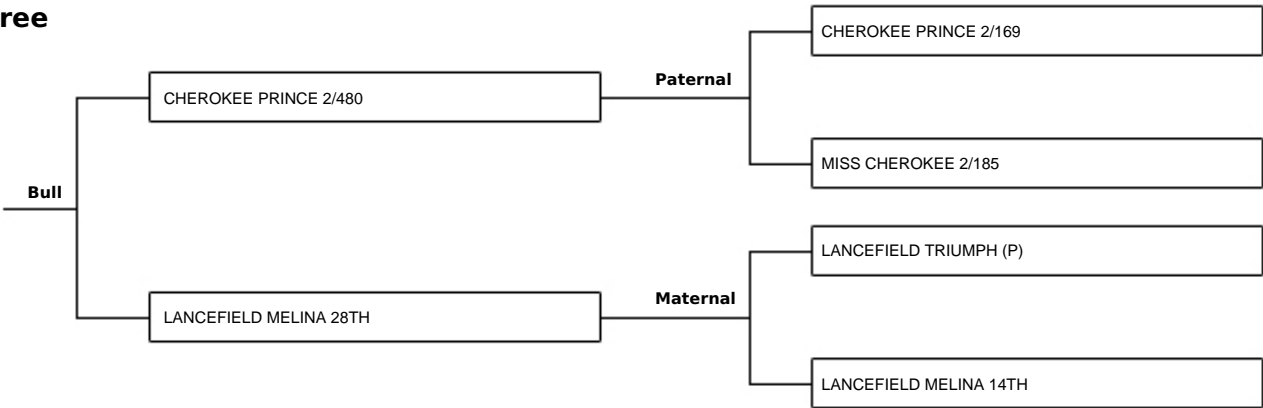 ree
CHEROKEE PRINCE 2/169
Paternal
CHEROKEE PRINCE 2/480
MISS CHEROKEE 2/185
Bull
LANCEFIELD TRIUMPH (P)
Maternal
LANCEFIELD MELINA 28TH
LANCEFIELD MELINA 14TH